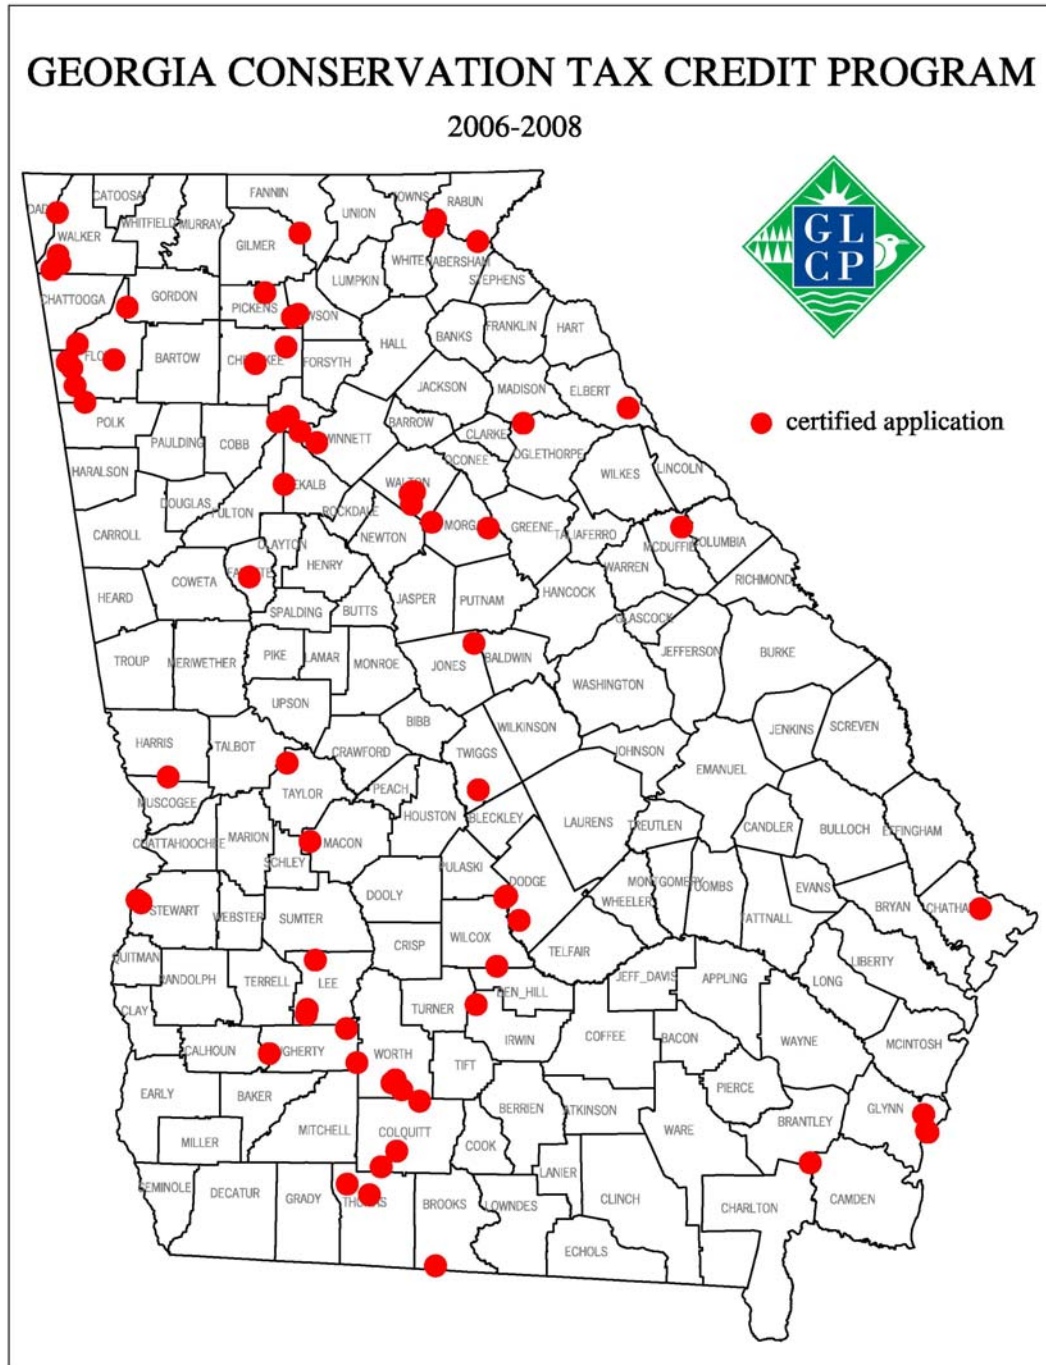 GEORGIA CONSERVATION TAX CREDIT PROGRAM
2006-2008
GL
CP
certified application
CATOOSA
FANNIN
TOWNS
RABUN
UNION
WHITFIELD
MURRAY
WALKER
GILMER
WHITE
HABERSHAM
LUMPKIN
STEPHENS
CHATTOOGA
GORDON
PICKENS
FRANKLIN
HART
BANKS
HALL
BARTOW
FORSYTH
JACKSON
MADISON
ELBERT
POLK
BARROW
CLARKE
PAULDING
COBB
OCONEE
OGLETHORPE
HARALSON
WILKES
LINCOLN
DOUGLAS
FULTON
ROCKDALE
CARROLL
NEWTON
GREENE
TALIAFERRO
COLUMBIA
CLAYTON
HENRY
WARREN
RICHMOND
COWETA
HEARD
HANCOCK
SPALDING
BUTTS
JASPER
PUTNAM
GLASCOCK
JEFFERSON
BURKE
TROUP
MERIWETHER
PIKE
LAMAR
MONROE
JONES
BALDWIN
WASHINGTON
UPSON
BIBB
WILKINSON
JENKINS
SCREVEN
HARRIS
TALBOT
CRAWFORD
TWIGGS
JOHNSON
EMANUEL
MUSCOGEE
TAYLOR
PEACH
HOUSTON
BLECKLEY
LAURENS
TREUTLEN
CANDLER
BULLOCH
EFFINGHAM
CHATTAHOOCHEE
MARION
SCHLEY
MACON
PULASKI
DODGE
MONTGOMERY
TOOMBS
EVANS
STEWART
WEBSTER
SUMTER
DOOLY
WHEELER
TATTNALL
BRYAN
CRISP
WILCOX
TELFAIR
QUITMAN
RANDOLPH
TERRELL
LEE
JEFF_DAVIS
APPLING
LONG
LIBERTY
CLAY
TURNER
IRWIN
COFFEE
BACON
WAYNE
MCINTOSH
CALHOUN
WORTH
TIFT
EARLY
BAKER
PIERCE
MITCHELL
COLQUITT
BERRIEN
ATKINSON
WARE
BRANTLEY
GLYNN
MILLER
COOK
LANIER
SEMINOLE
DECATUR
GRADY
BROOKS
LOWNDES
CLINCH
CHARLTON
CAMDEN
ECHOLS